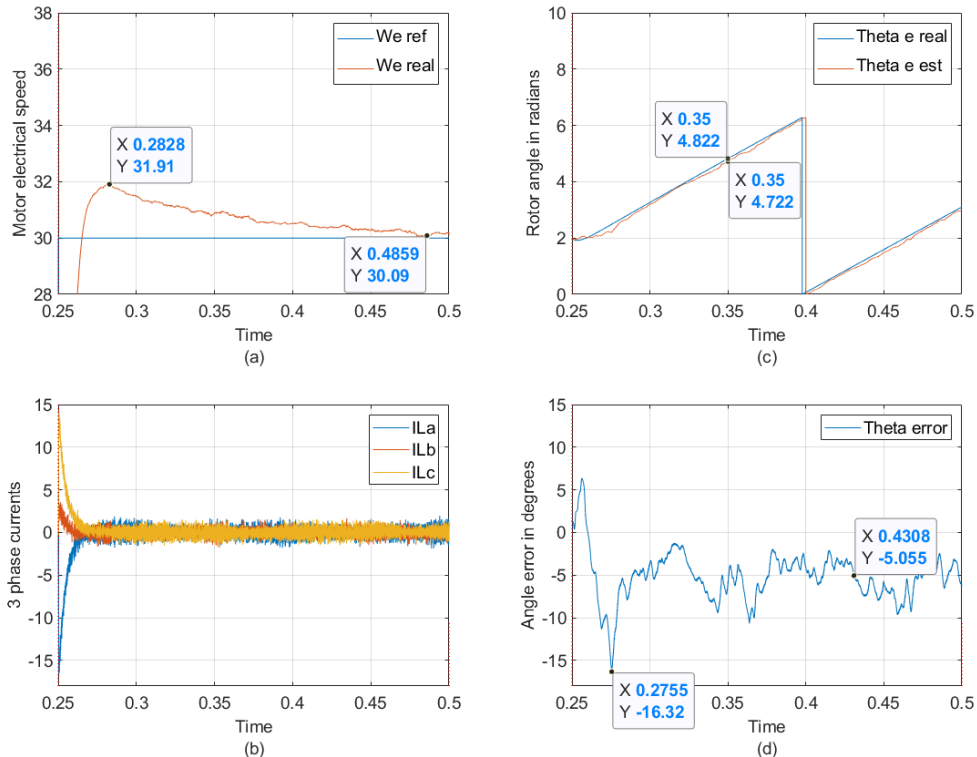 38
36
34
32
30
28
Motor electrical speed
We ref
We real
X 0.2828
Y 31.91
X 0.4859
Y 30.09
0.25
0.3
0.35
0.4
0.45
0.5
Time
(a)
10
8
6
4
2
0
Rotor angle in radians
Theta e real
Theta e est
X 0.35
Y 4.822
X 0.35
Y 4.722
0.25
0.3
0.35
0.4
0.45
0.5
Time
(c)
15
10
5
0
-5
-10
-15
3 phase currents
ILa
ILb
ILc
0.25
0.3
0.35
0.4
0.45
0.5
Time
(b)
15
10
5
0
-5
-10
-15
Angle error in degrees
Theta error
X 0.4308
Y -5.055
X 0.2755
Y -16.32
0.25
0.3
0.35
0.4
0.45
0.5
Time
(d)